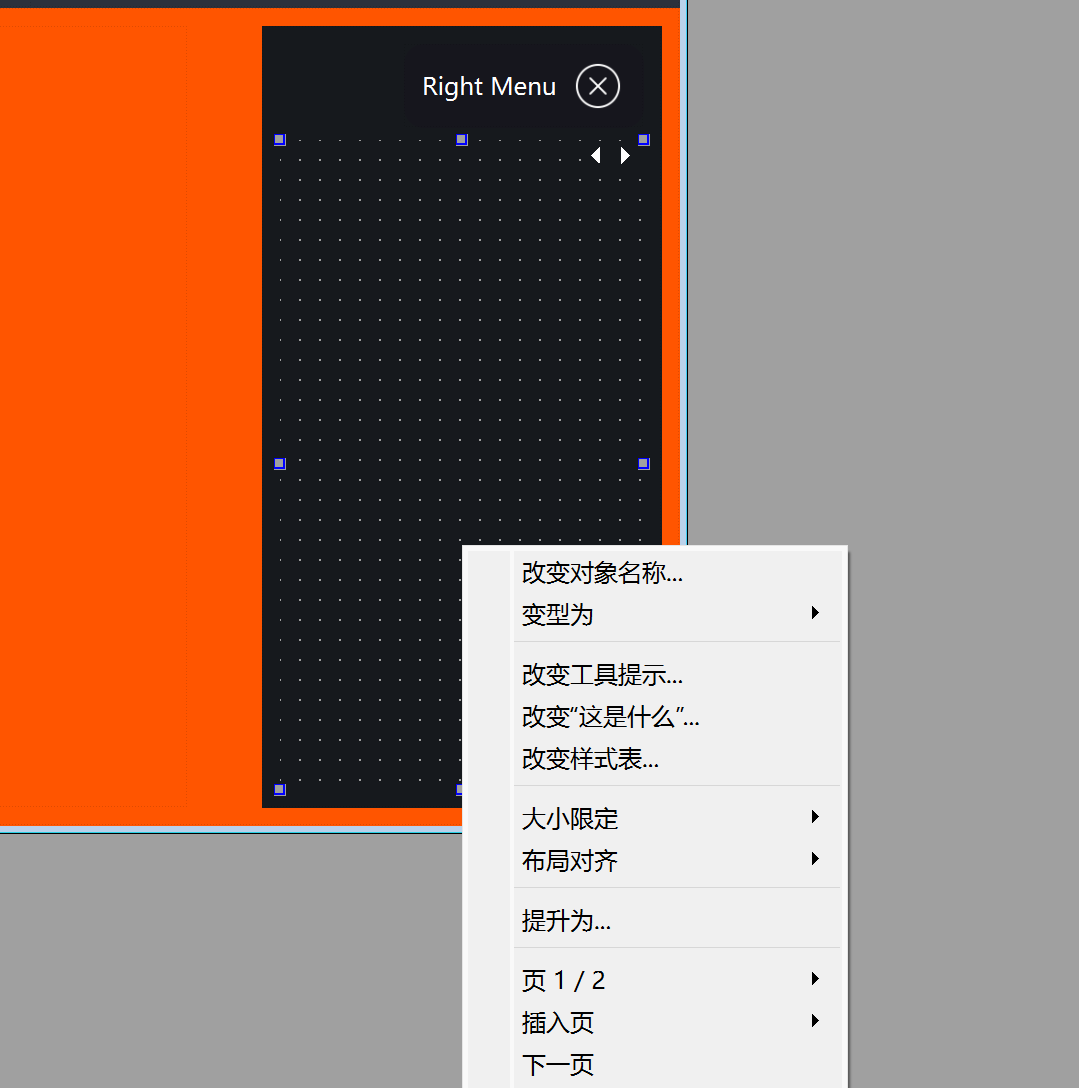 Right Menu
改变对象名称...
变型为
改变工具提示...
改变“这是什么”...
改变样式表...
大小限定
布局对齐
提升为...
页 1 / 2
插入页
下一页